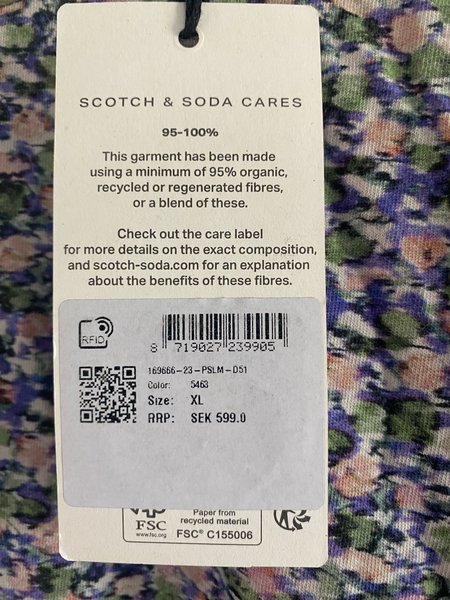 SCOTCH & SODA CARES
95-100%
This garment has been made
using a minimum of 95% organic,
recycled or regenerated fibres,
or a blend of these.
Check out the care label
for more details on the exact composition,
and scotch-soda.com for an explanation
about the benefits of these fibres.
RFID
8 719027 239905
169666-23-PSLM-D51
Color: 5463
Size: XL
RRP: SEK 599.0
FSC
www.fsc.org
Paper from
recycled material
FSC® C155006